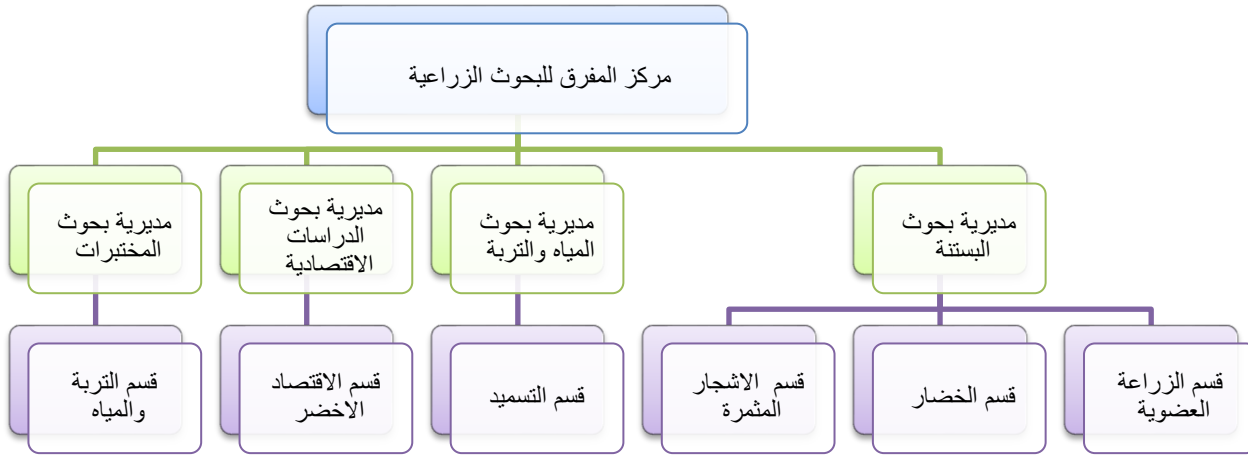 مركز المفرق للبحوث الزراعية
مديرية بحوث
البستنة
مديرية بحوث
المياه والتربة
مديرية بحوث
الدراسات
الاقتصادية
مديرية بحوث
المختبرات
قسم الزراعة
العضوية
قسم الخضار
قسم الاشجار
المثمرة
قسم التسميد
قسم الاقتصاد
الاخضر
قسم التربة
والمياه